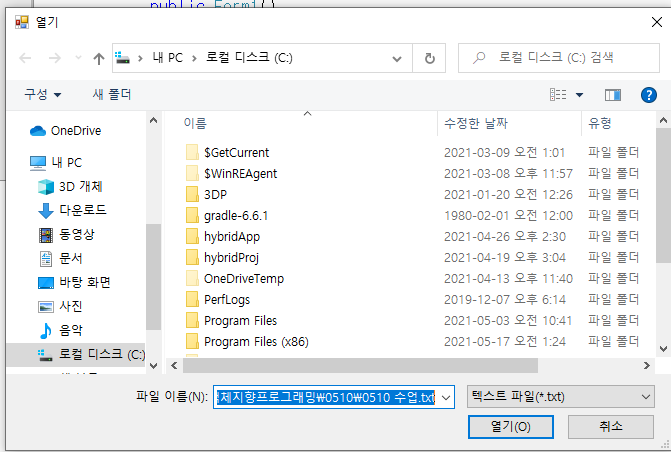 public Form1()
열기
내 PC > 로컬 디스크 (C:)
로컬 디스크 (C:) 검색
구성
새 폴더
이름
수정한 날짜
유형
OneDrive
내 PC
3D 개체
다운로드
동영상
문서
바탕 화면
사진
음악
로컬 디스크 (C:)
$GetCurrent 2021-03-09 오전 1:01 파일 폴더
$WinREAgent 2021-03-08 오후 11:57 파일 폴더
3DP 2021-01-20 오전 12:26 파일 폴더
gradle-6.6.1 1980-02-01 오전 12:00 파일 폴더
hybridApp 2021-04-26 오후 2:30 파일 폴더
hybridProj 2021-04-19 오후 3:04 파일 폴더
OneDriveTemp 2021-04-13 오전 11:40 파일 폴더
PerfLogs 2019-12-07 오후 6:14 파일 폴더
Program Files 2021-05-03 오전 10:41 파일 폴더
Program Files (x86) 2021-05-17 오전 1:24 파일 폴더
파일 이름(N):
체지향프로그래밍₩0510₩0510 수업.txt
텍스트 파일(*.txt)
열기(O)
취소